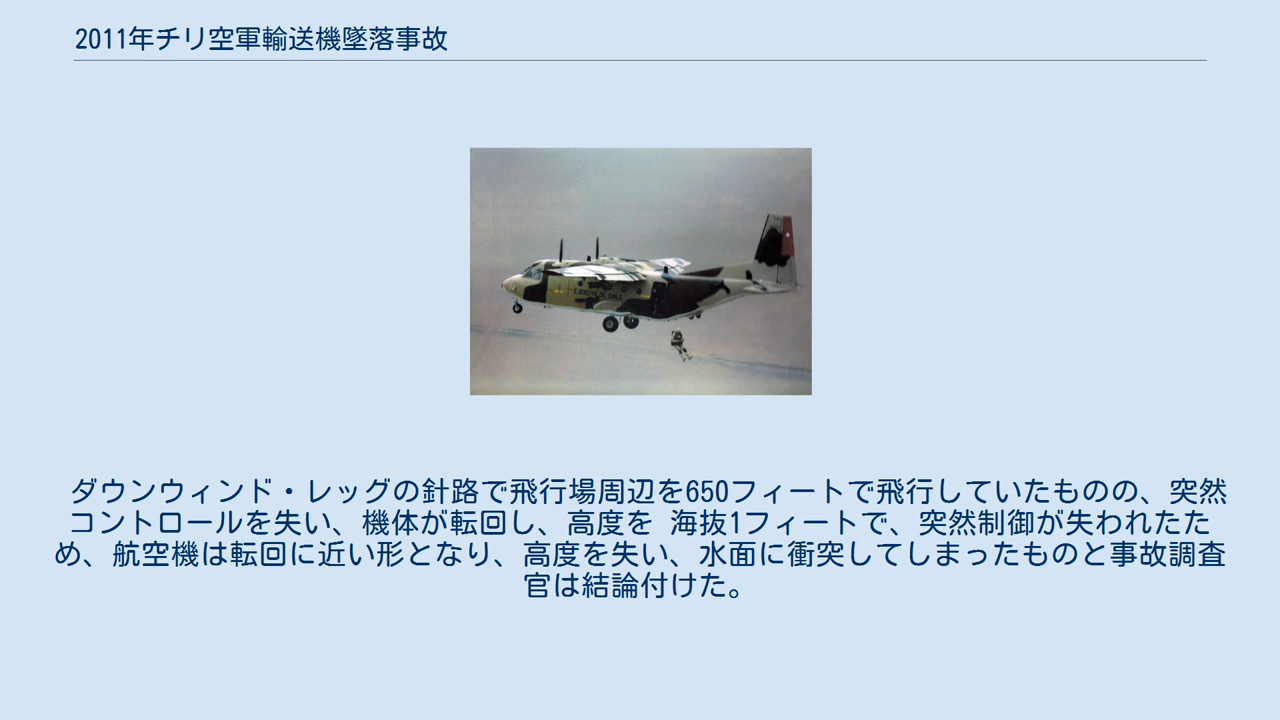 2011年チリ空軍輸送機墜落事故
EJERCITO DE CHILE
ダウンウィンド・レッグの針路で飛行場周辺を650フィートで飛行していたものの、突然
コントロールを失い、機体が転回し、高度を 海抜1フィートで、突然制御が失われたた
め、航空機は転回に近い形となり、高度を失い、水面に衝突してしまったものと事故調査
官は結論付けた。